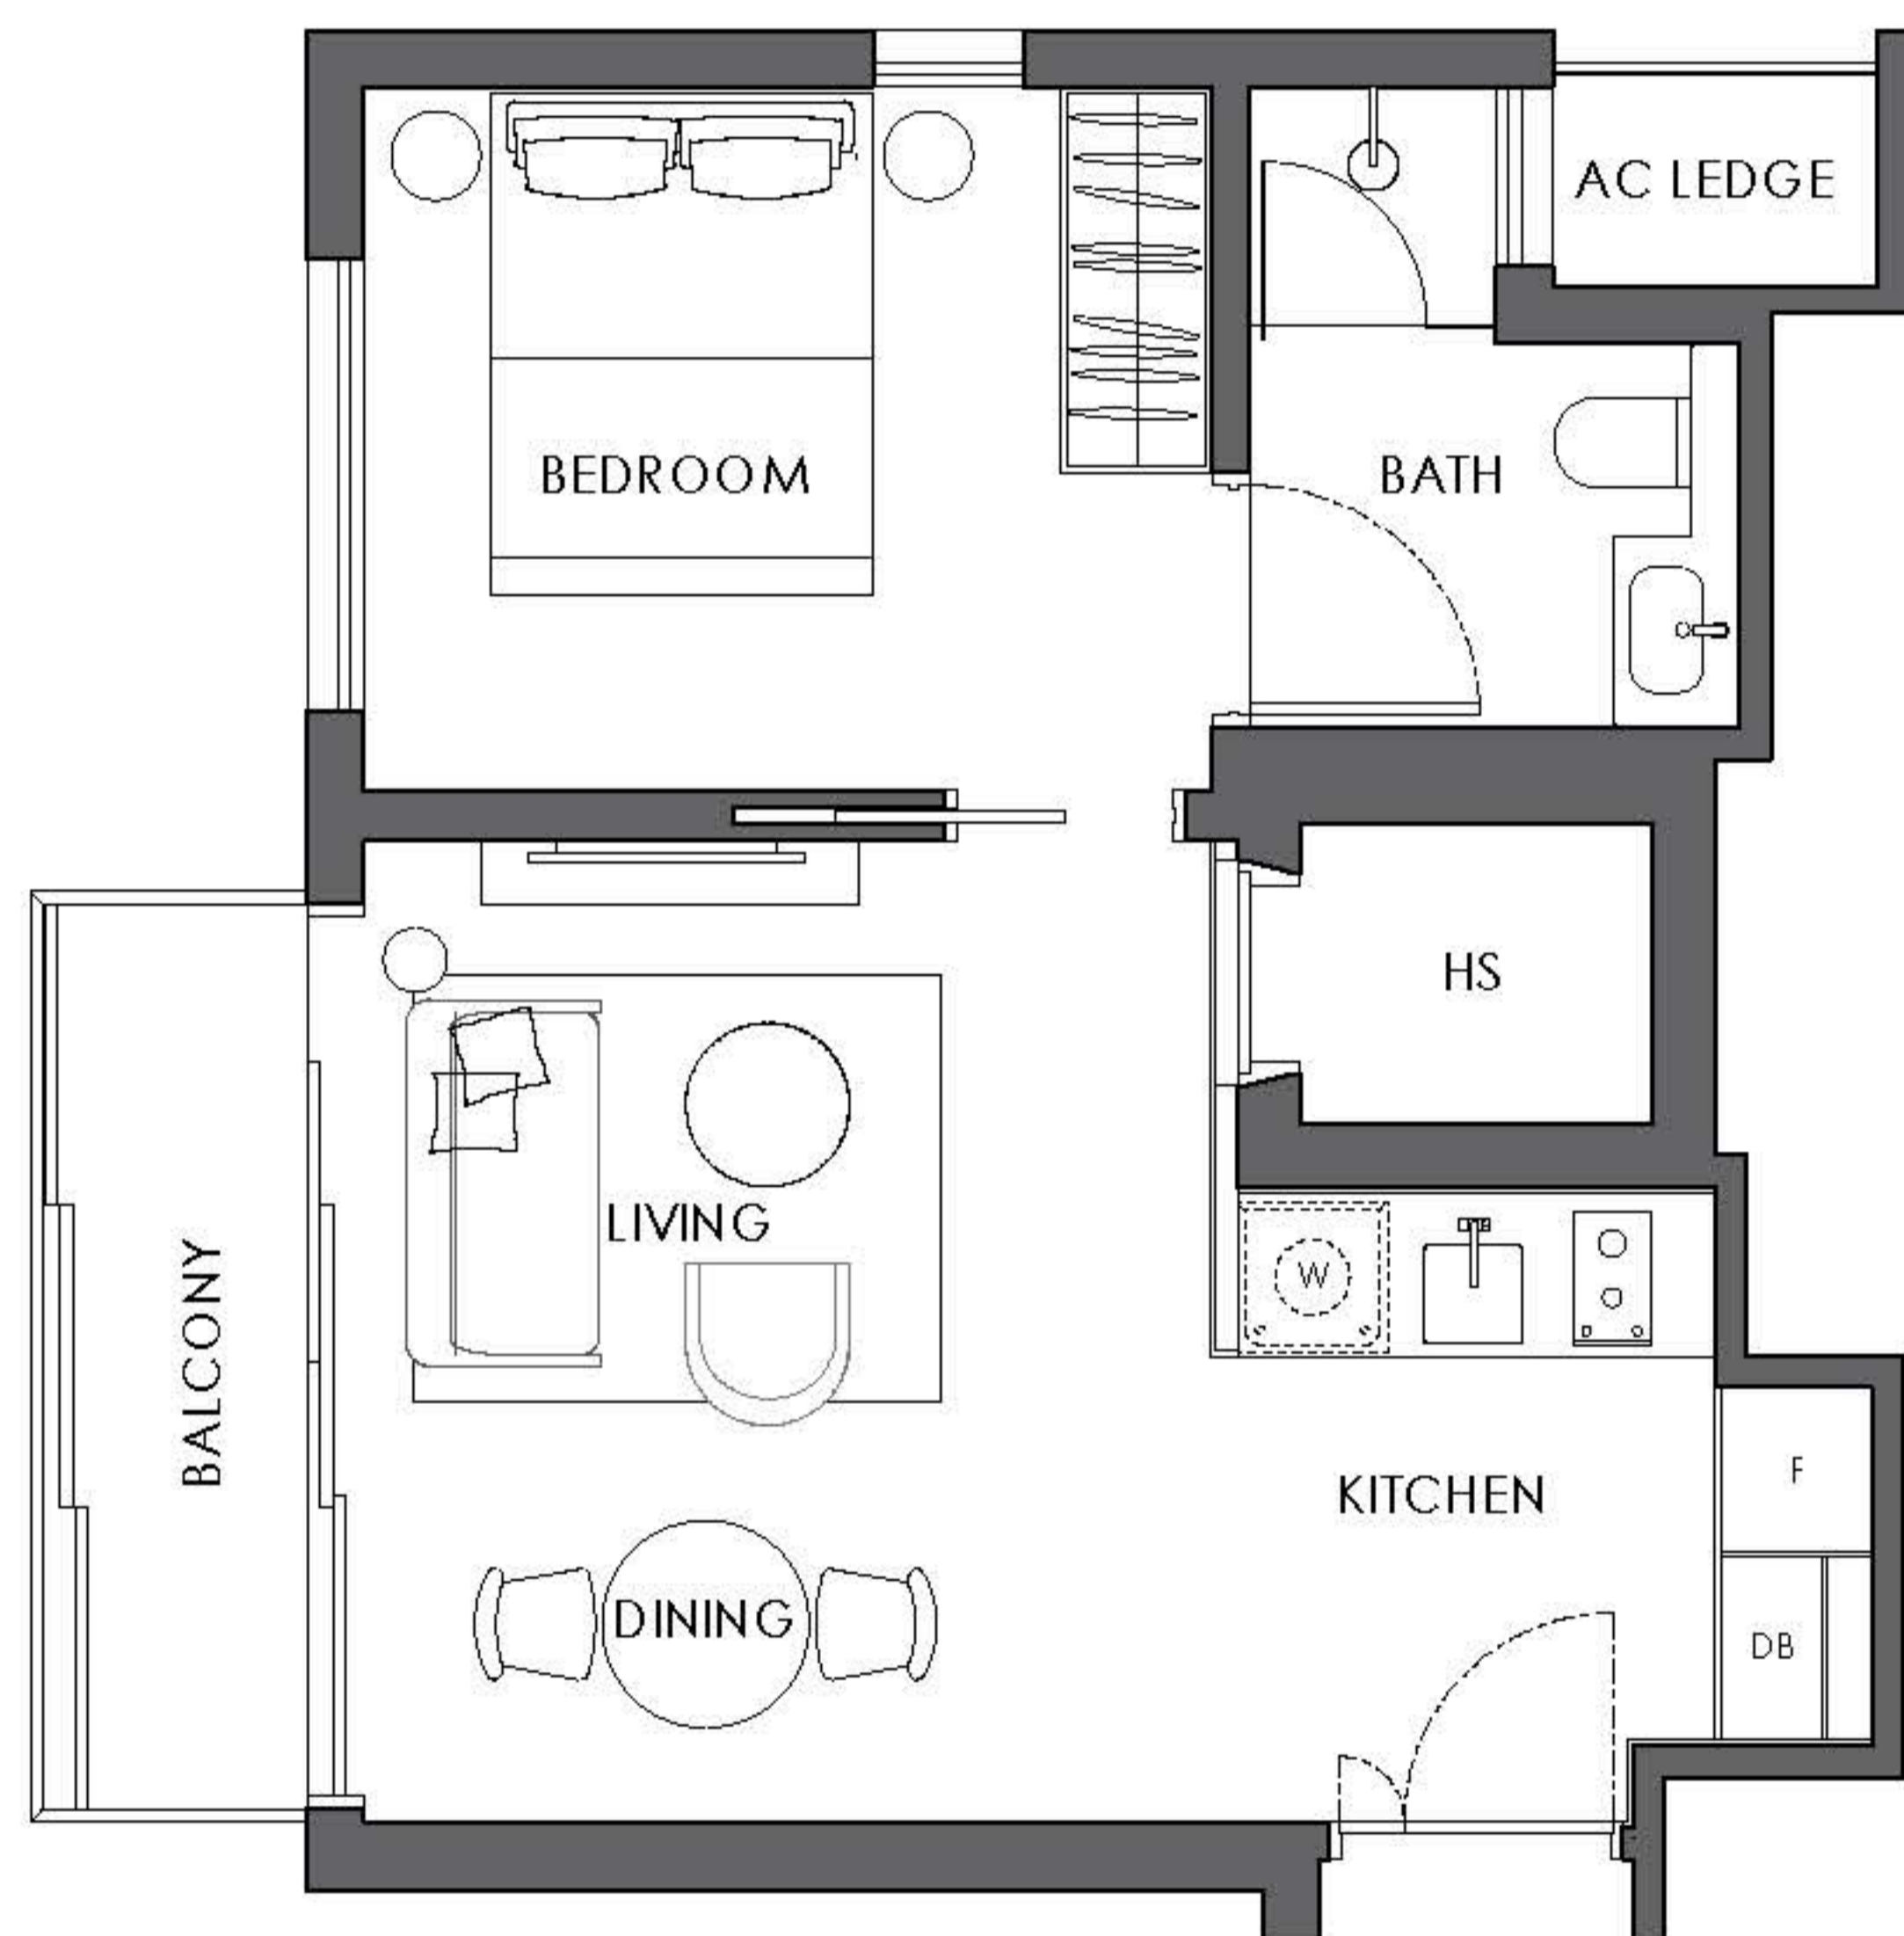 AC LEDGE
BEDROOM
BATH
HS
LIVING
W
BALCONY
KITCHEN
F
DINING
DB